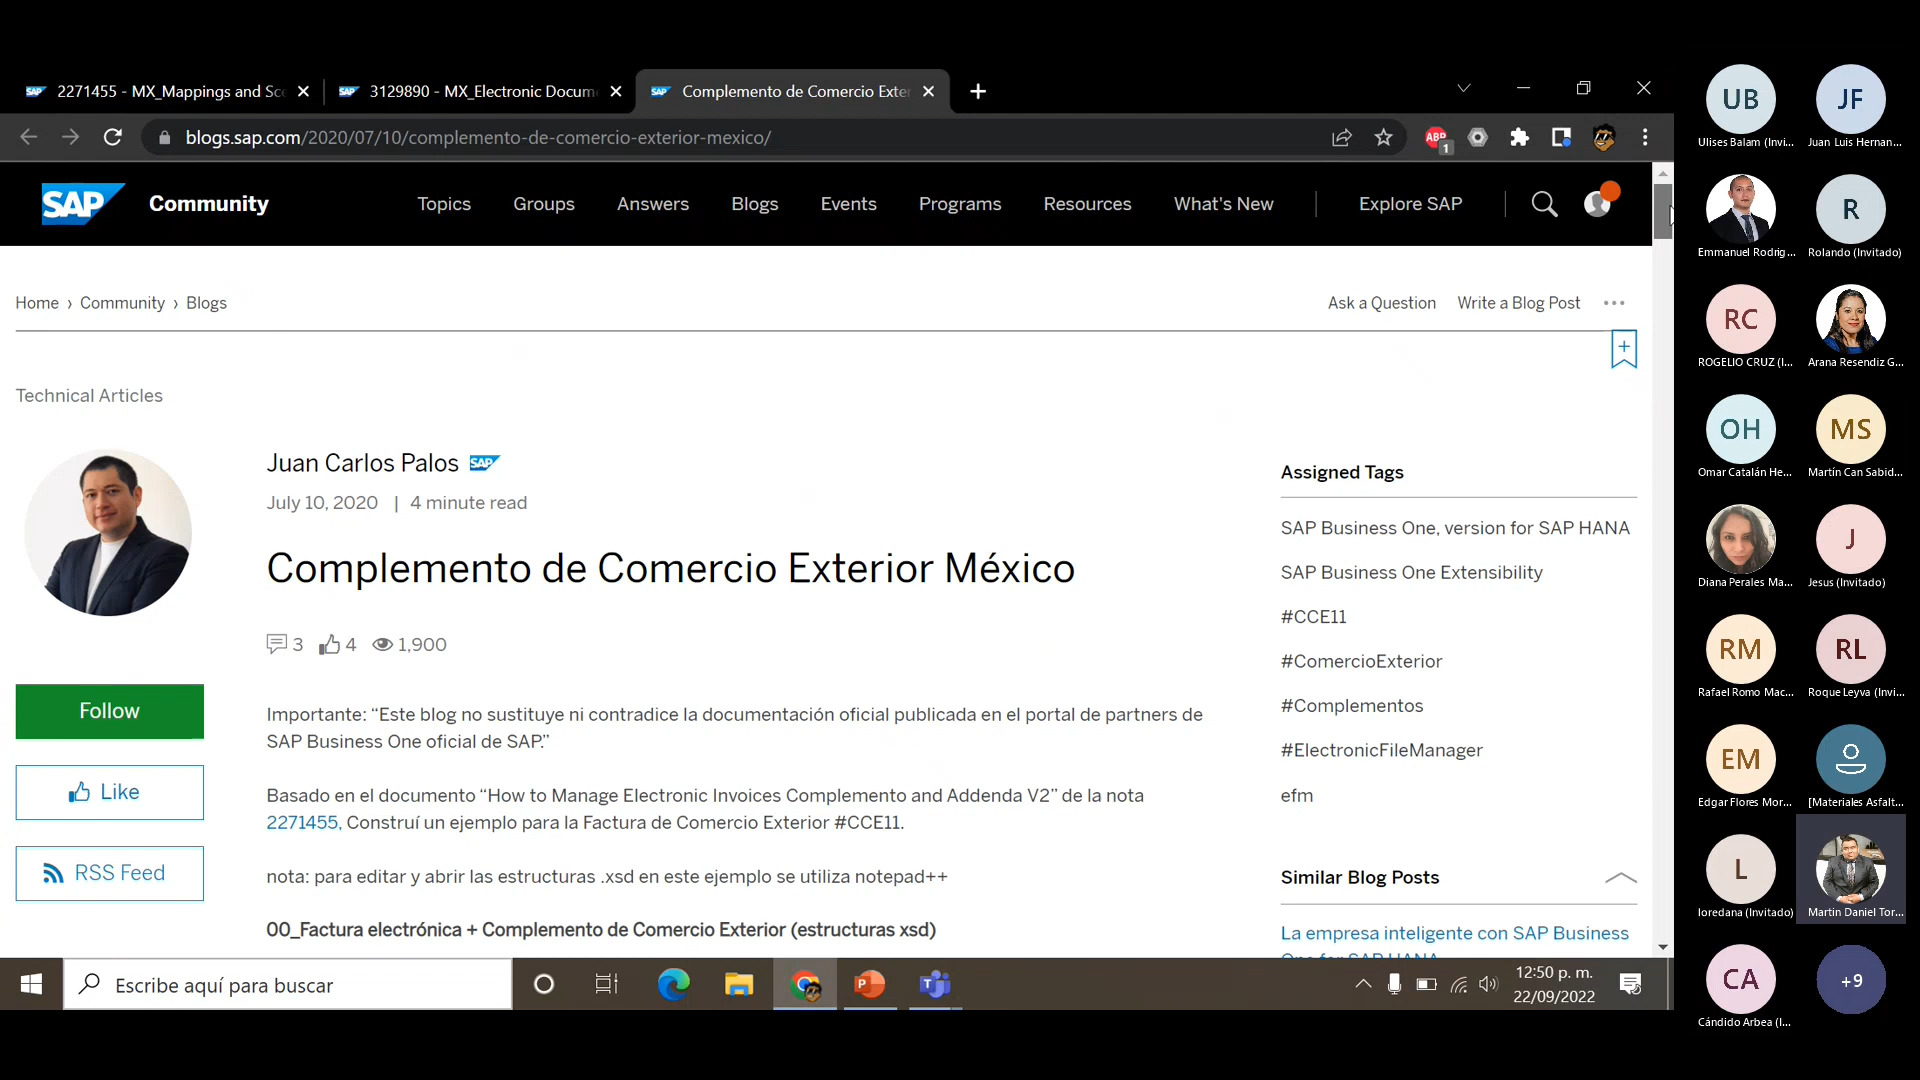 2271455 - MX_Mappings and Sce
3129890 - MX_Electronic Docum
Complemento de Comercio Exter
blogs.sap.com/2020/07/10/complemento-de-comercio-exterior-mexico/
ABP
1
SAP Community
Topics
Groups
Answers
Blogs
Events
Programs
Resources
What's New
Explore SAP
Home › Community › Blogs
Ask a Question
Write a Blog Post
Technical Articles
Juan Carlos Palos SAP
July 10, 2020 | 4 minute read
Complemento de Comercio Exterior México
3 4 1,900
Follow
Like
RSS Feed
Importante: “Este blog no sustituye ni contradice la documentación oficial publicada en el portal de partners de
SAP Business One oficial de SAP.”
Basado en el documento “How to Manage Electronic Invoices Complemento and Addenda V2” de la nota
2271455, Construí un ejemplo para la Factura de Comercio Exterior #CCE11.
nota: para editar y abrir las estructuras .xsd en este ejemplo se utiliza notepad++
00_Factura electrónica + Complemento de Comercio Exterior (estructuras xsd)
Assigned Tags
SAP Business One, version for SAP HANA
SAP Business One Extensibility
#CCE11
#ComercioExterior
#Complementos
#ElectronicFileManager
efm
Similar Blog Posts
La empresa inteligente con SAP Business
One for SAP HANA
Escribe aquí para buscar
12:50 p. m.
22/09/2022
UB
Ulises Balam (Invi...
JF
Juan Luis Hernan...
Emmanuel Rodrig...
R
Rolando (Invitado)
RC
ROGELIO CRUZ (I...
Arana Resendiz G...
OH
Omar Catalán He...
MS
Martín Can Sabid...
Diana Perales Ma...
J
Jesus (Invitado)
RM
Rafael Romo Mac...
RL
Roque Leyva (Invi...
EM
Edgar Flores Mor...
[Materiales Asfalt...
L
loredana (Invitado)
Martin Daniel Tor...
CA
Cándido Arbea (I...
+9